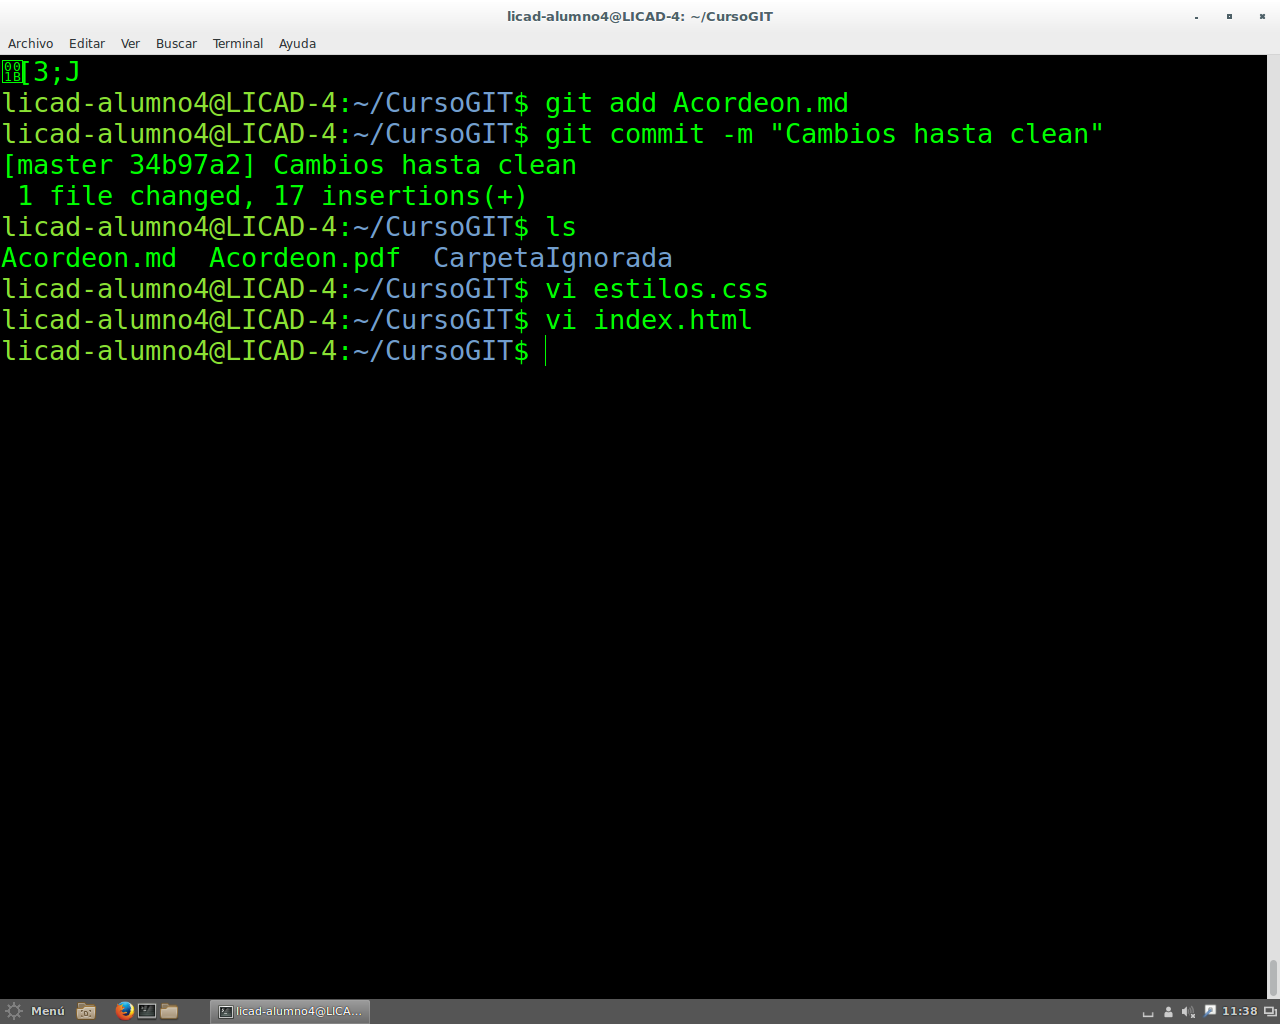 licad-alumno4@LICAD-4: ~/CursoGIT
Archivo Editar Ver Buscar Terminal Ayuda
[3;J
licad-alumno4@LICAD-4:~/CursoGIT$ git add Acordeon.md
licad-alumno4@LICAD-4:~/CursoGIT$ git commit -m "Cambios hasta clean"
[master 34b97a2] Cambios hasta clean
 1 file changed, 17 insertions(+)
licad-alumno4@LICAD-4:~/CursoGIT$ ls
Acordeon.md  Acordeon.pdf  CarpetaIgnorada
licad-alumno4@LICAD-4:~/CursoGIT$ vi estilos.css
licad-alumno4@LICAD-4:~/CursoGIT$ vi index.html
licad-alumno4@LICAD-4:~/CursoGIT$
Menú licad-alumno4@LICA... 11:38